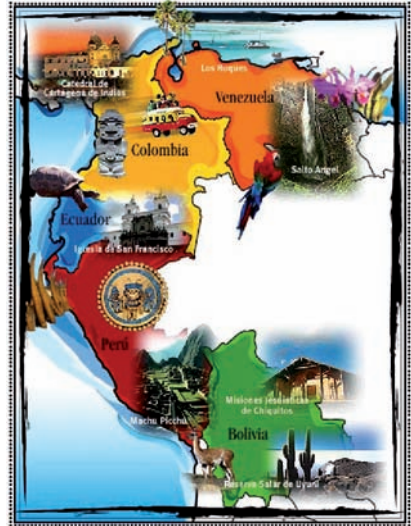 Catedral de
Cartagena de Indias
Los Roques
Venezuela
Colombia
Salto Angel
Ecuador
Iglesia de San Francisco
Perú
Machu Picchu
Misiones Jesuíticas
de Chiquitos
Bolivia
Reserva Salar de Uyuni